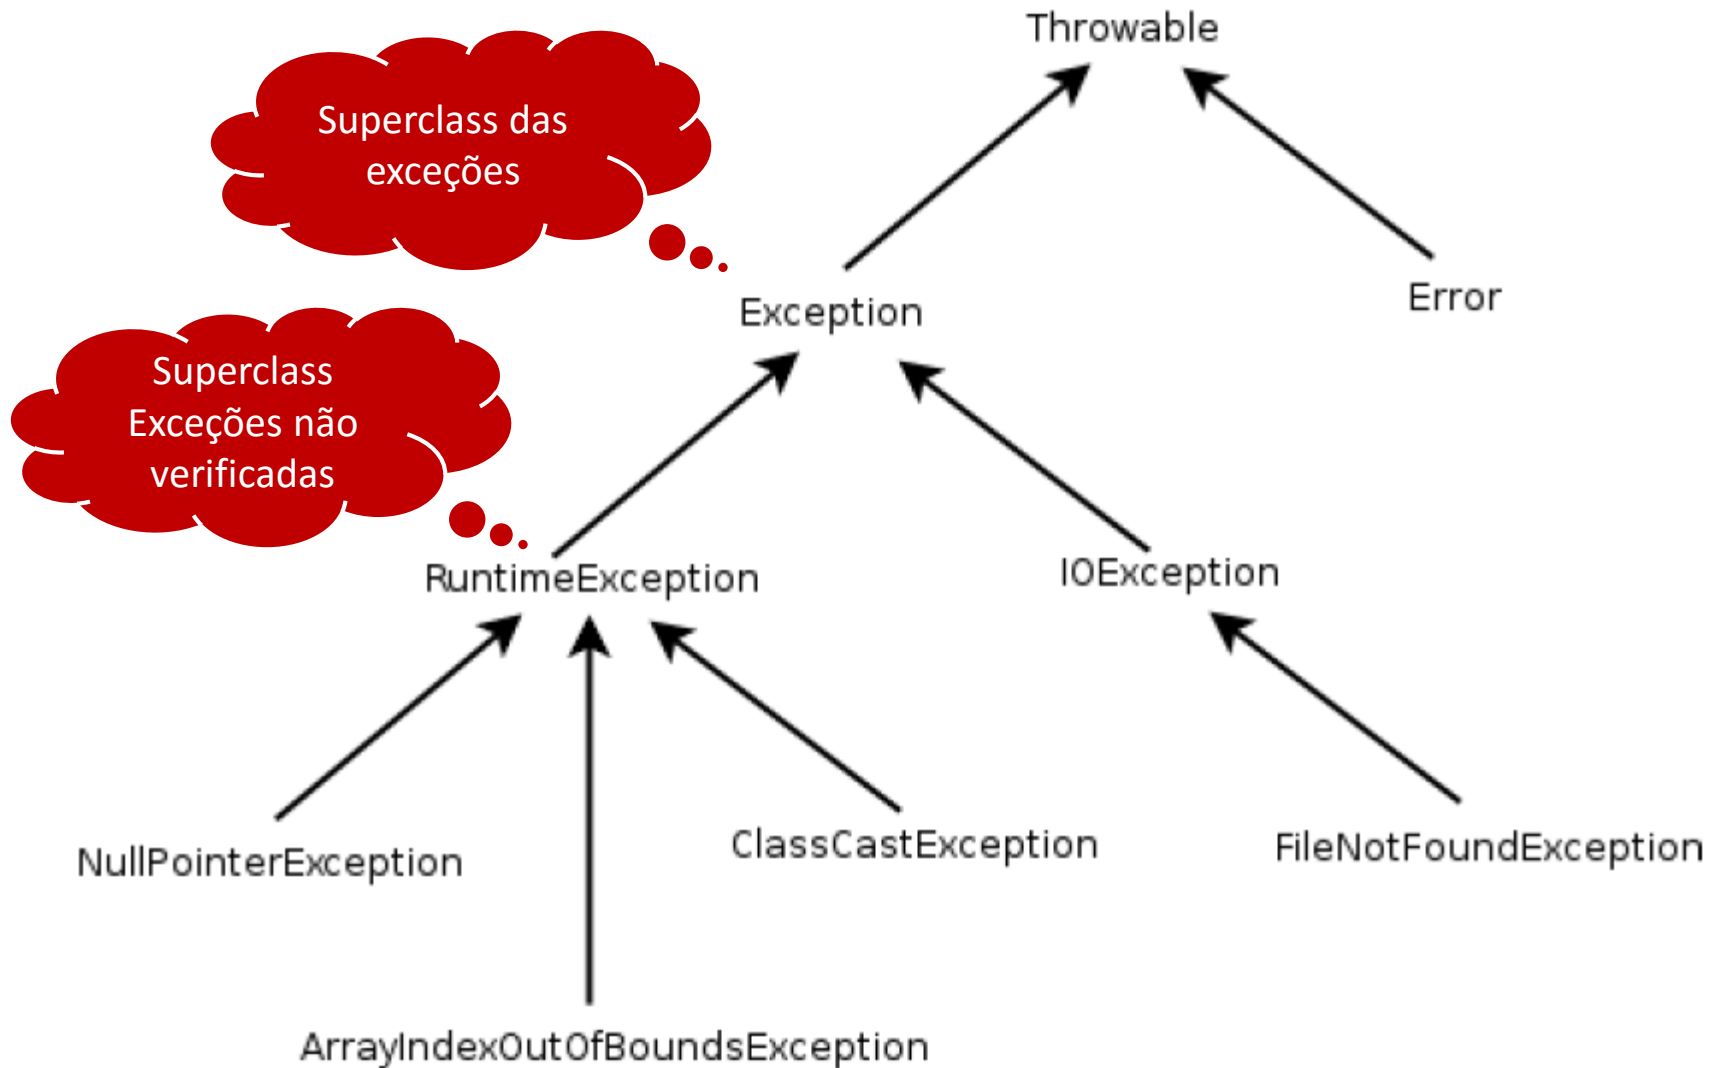 Throwable
Superclass das
exceções
Exception
Error
Superclass
Exceções não
verificadas
RuntimeException
IOException
NullPointerException
ClassCastException
FileNotFoundException
ArrayIndexOutOfBoundsException